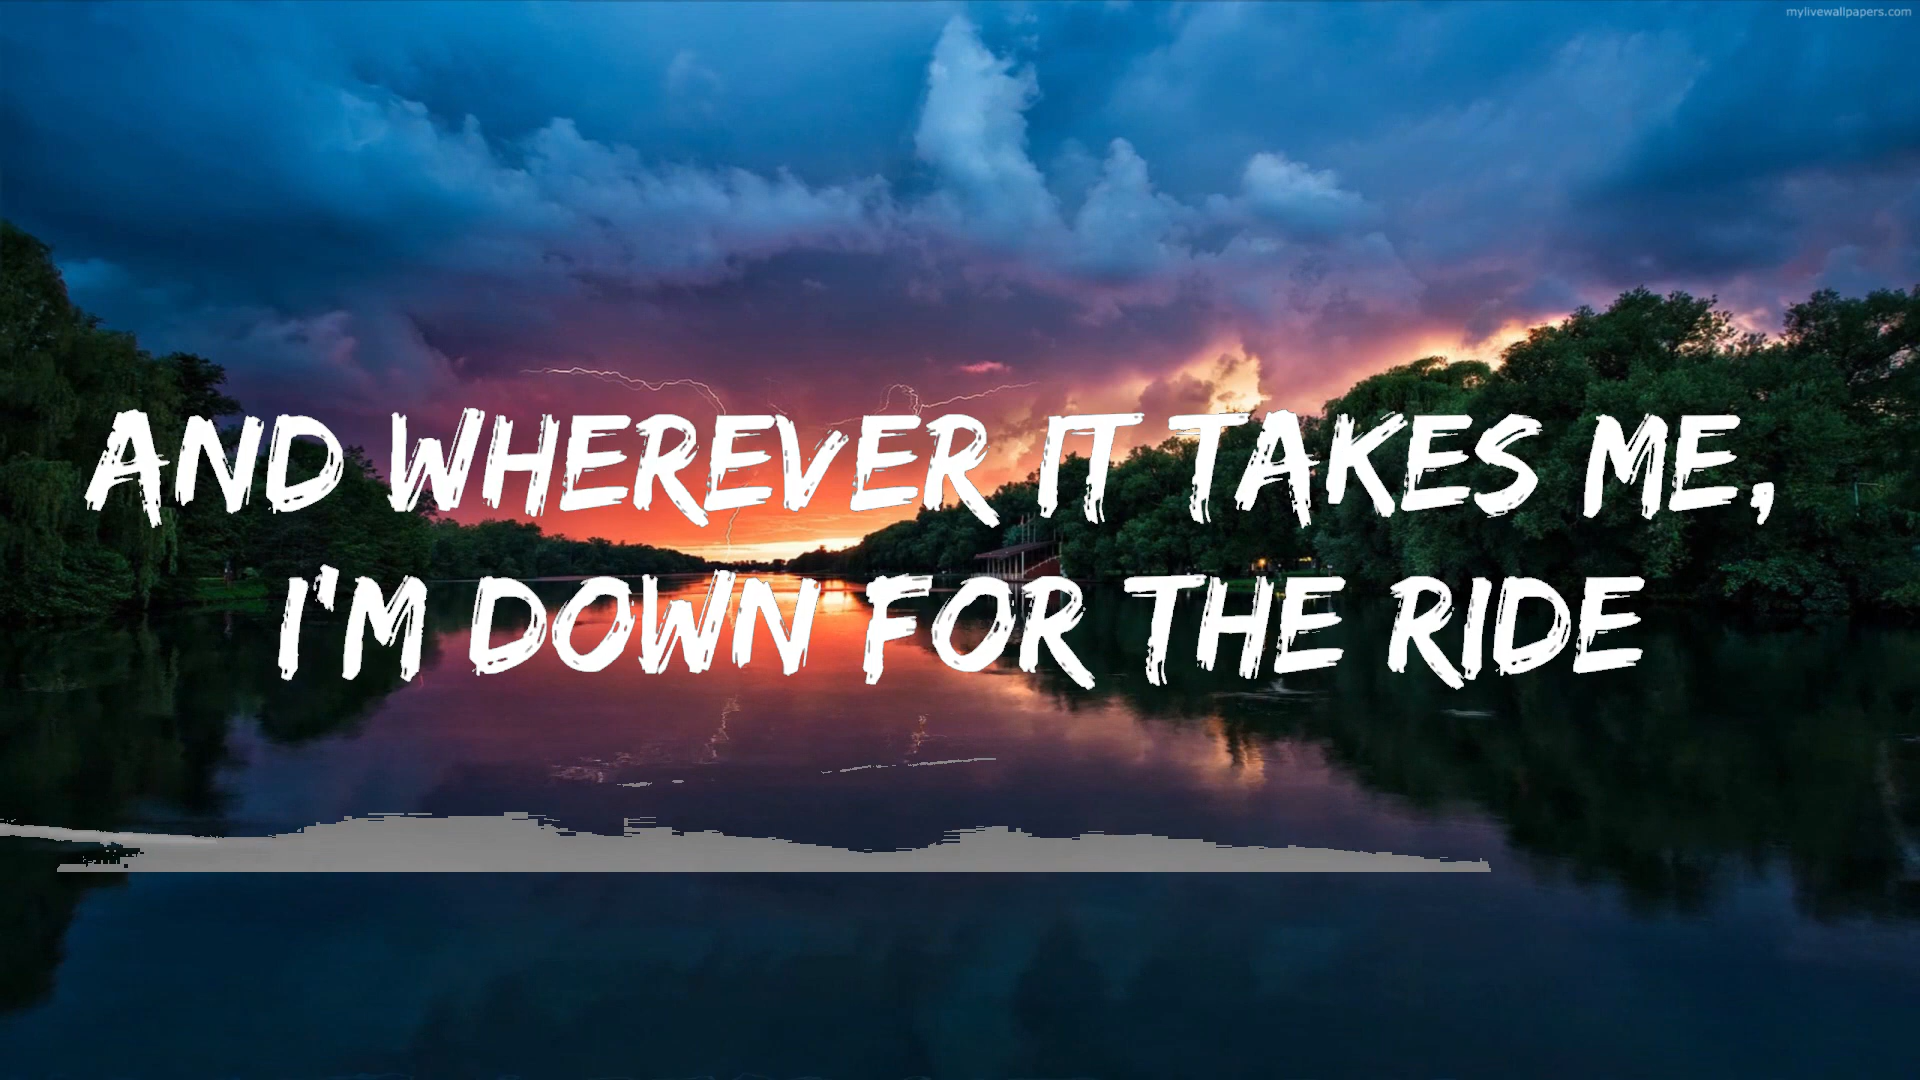 mylivewallpapers.com
AND WHEREVER IT TAKES ME,
I'M DOWN FOR THE RIDE